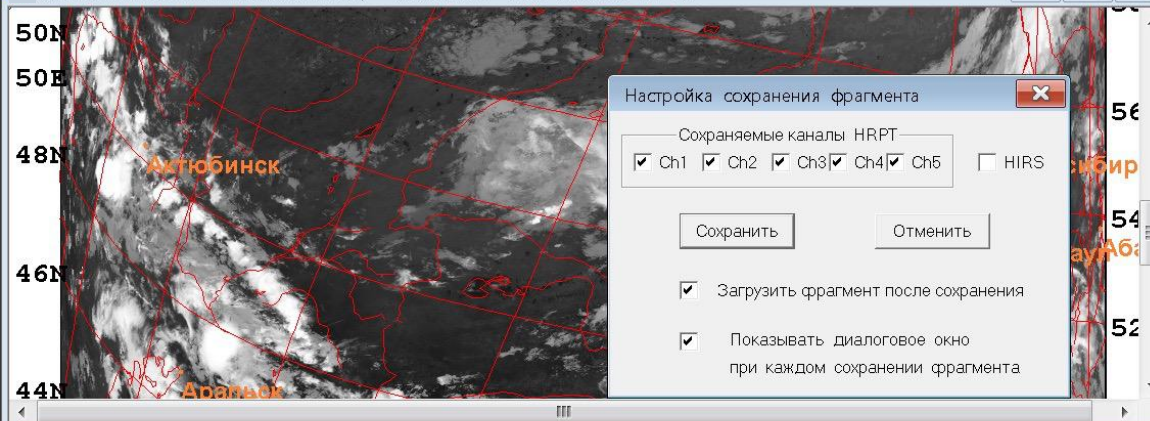 50N
50E
48N
46N
44N
Актюбинск
Аральск
Настройка сохранения фрагмента
Сохраняемые каналы HRPT
Ch1 Ch2 Ch3 Ch4 Ch5 HIRS
Сохранить Отменить
Загрузить фрагмент после сохранения
Показывать диалоговое окно
при каждом сохранении фрагмента
54
52